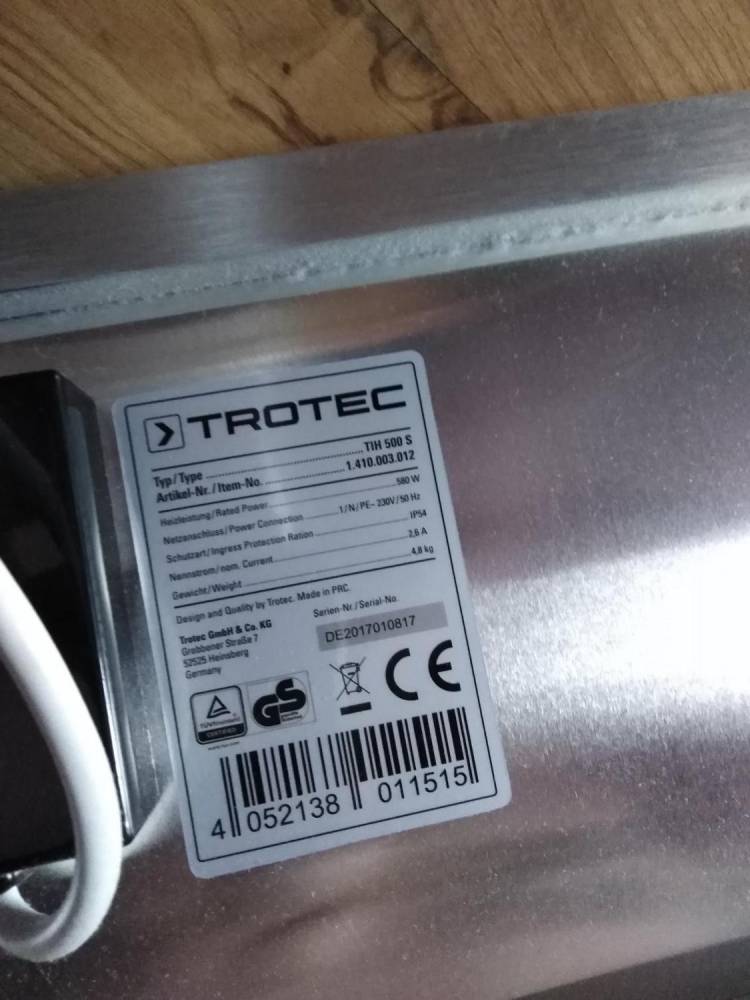 TROTEC
Typ/Type ........ TIH 500 S
Artikel-Nr./Item-No. ........ 1.410.003.012
Heizleistung/Rated Power ........ 580 W
Netzanschluss/Power Connection ........ 1/N/PE~ 230V/50 Hz
Schutzart/Ingress Protection Ration ........ IP54
Nennstrom/nom. Current ........ 2,6 A
Gewicht/Weight ........ 4,8 kg
Design and Quality by Trotec. Made in PRC.
Trotec GmbH & Co. KG
Grebbener Straße 7
52525 Heinsberg
Germany
Serien-Nr./Serial-No.
DE2017010817
TÜVRheinland
CERTIFIED
GS
CE
4 052138 011515